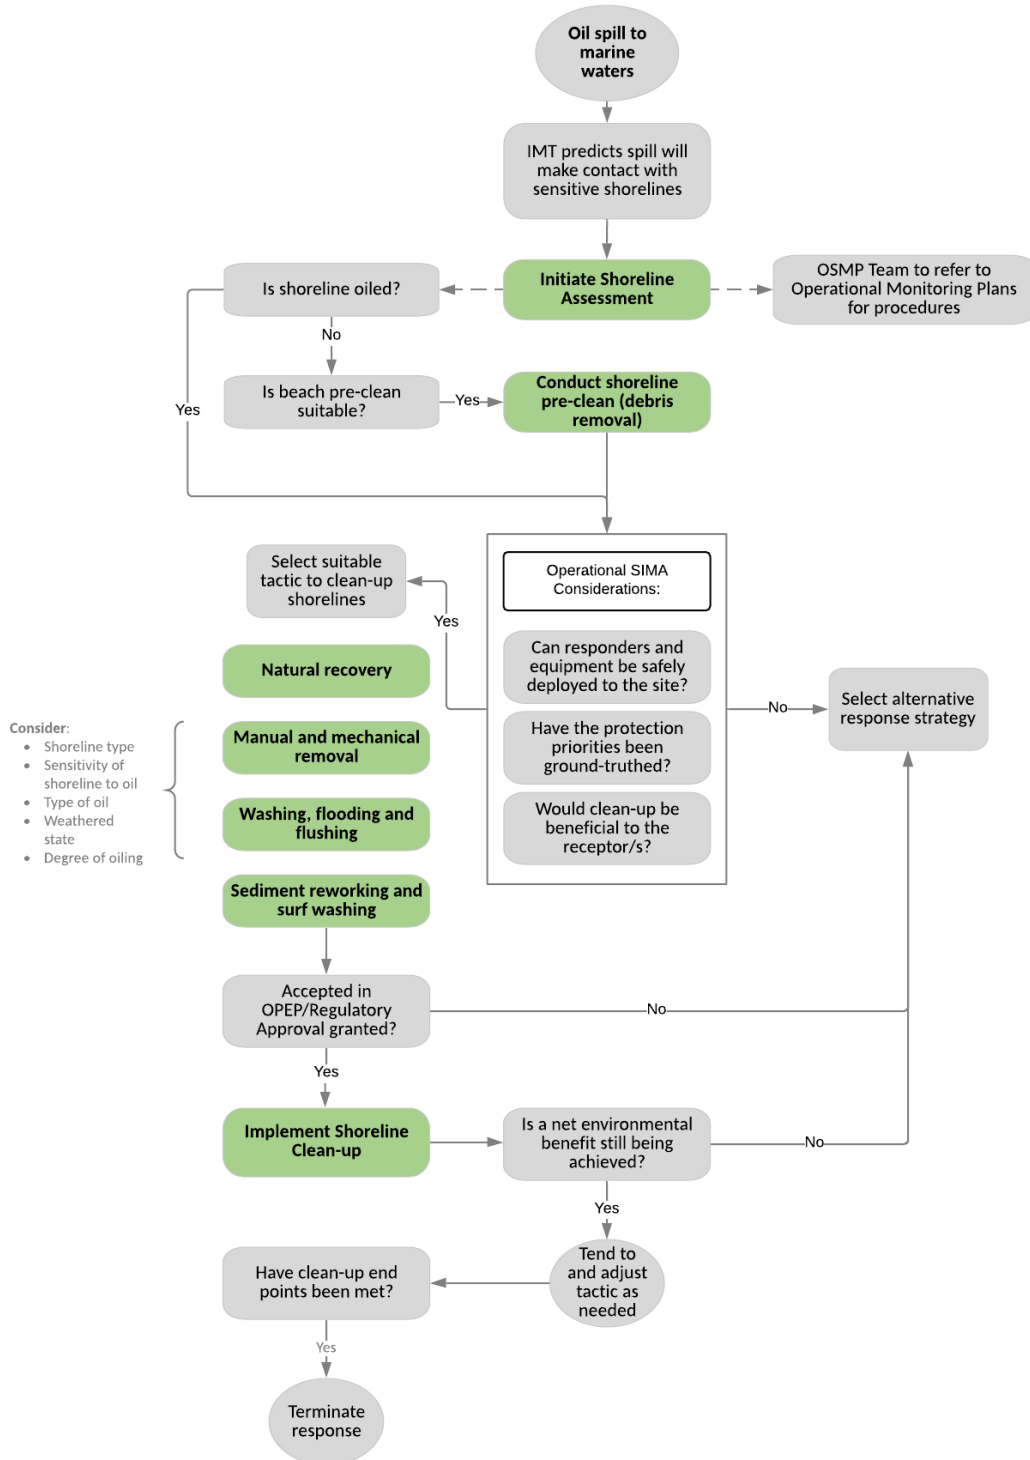 Oil spill to
marine
waters
IMT predicts spill will
make contact with
sensitive shorelines
Is shoreline oiled?
Initiate Shoreline
Assessment
OSMP Team to refer to
Operational Monitoring Plans
for procedures
No
Is beach pre-clean
suitable?
Yes
Conduct shoreline
pre-clean (debris
removal)
Yes
Select suitable
tactic to clean-up
shorelines
Yes
Operational SIMA
Considerations:
Can responders and
equipment be safely
deployed to the site?
Have the protection
priorities been
ground-truthed?
Would clean-up be
beneficial to the
receptor/s?
No
Select alternative
response strategy
Natural recovery
Manual and mechanical
removal
Washing, flooding and
flushing
Sediment reworking and
surf washing
Consider:
• Shoreline type
• Sensitivity of
shoreline to oil
• Type of oil
• Weathered
state
• Degree of oiling
Accepted in
OPEP/Regulatory
Approval granted?
No
Yes
Implement Shoreline
Clean-up
Is a net environmental
benefit still being
achieved?
No
Yes
Tend to
and adjust
tactic as
needed
Have clean-up end
points been met?
Yes
Terminate
response